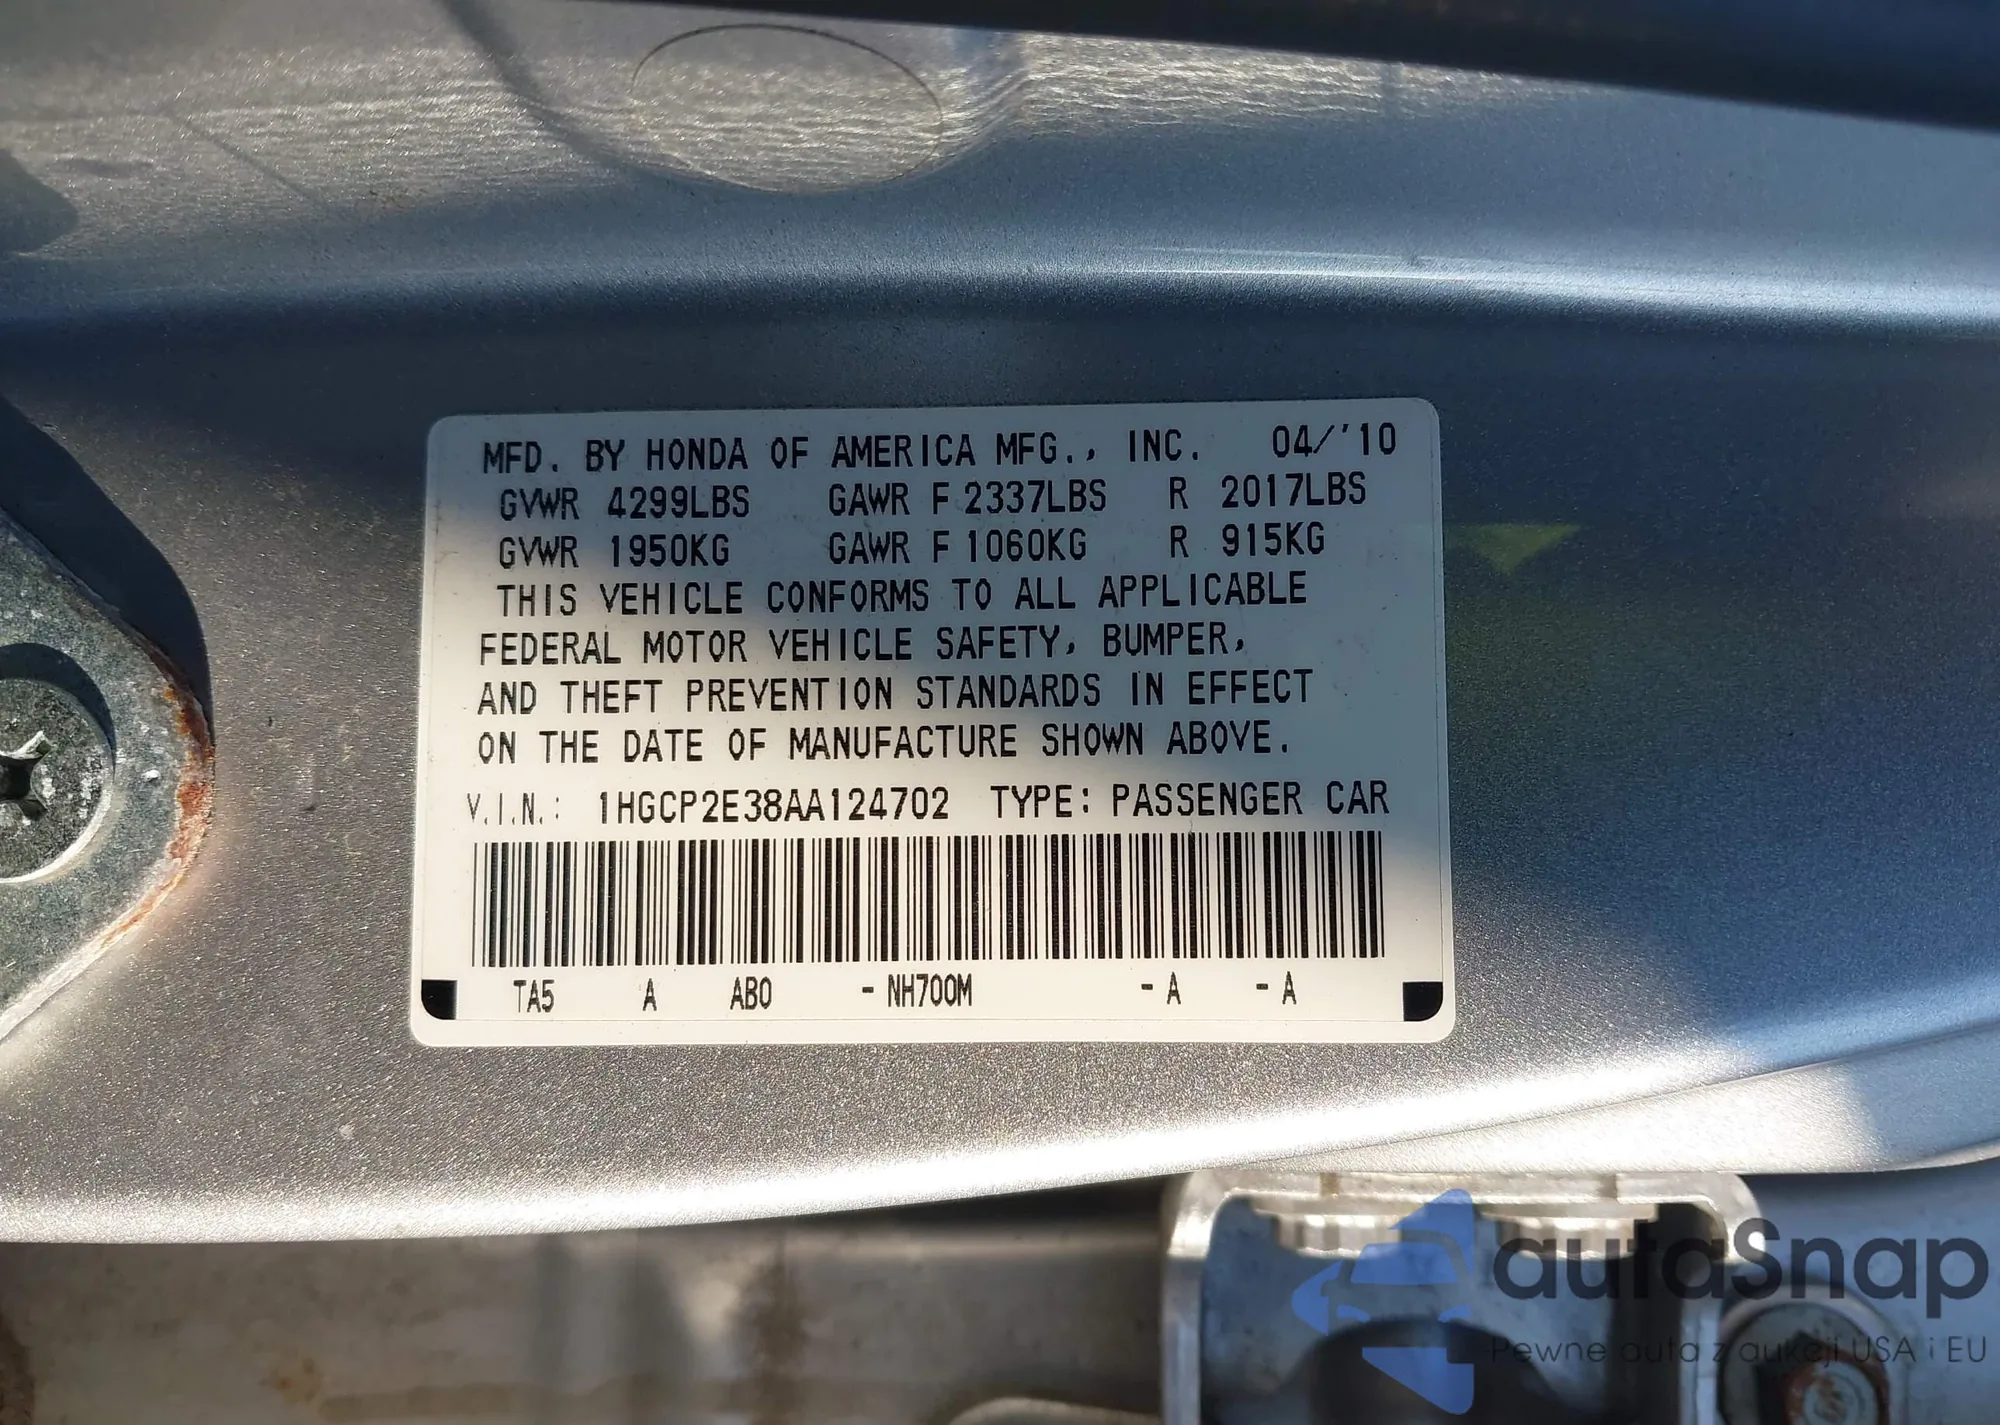 MFD. BY HONDA OF AMERICA MFG., INC. 04/'10
GVWR 4299LBS GAWR F 2337LBS R 2017LBS
GVWR 1950KG GAWR F 1060KG R 915KG
THIS VEHICLE CONFORMS TO ALL APPLICABLE
FEDERAL MOTOR VEHICLE SAFETY, BUMPER,
AND THEFT PREVENTION STANDARDS IN EFFECT
ON THE DATE OF MANUFACTURE SHOWN ABOVE.
V.I.N.: 1HGCP2E38AA124702 TYPE: PASSENGER CAR
TA5 A AB0 - NH700M - A - A
autaSnap
Pewne auta z aukcji USA i EU